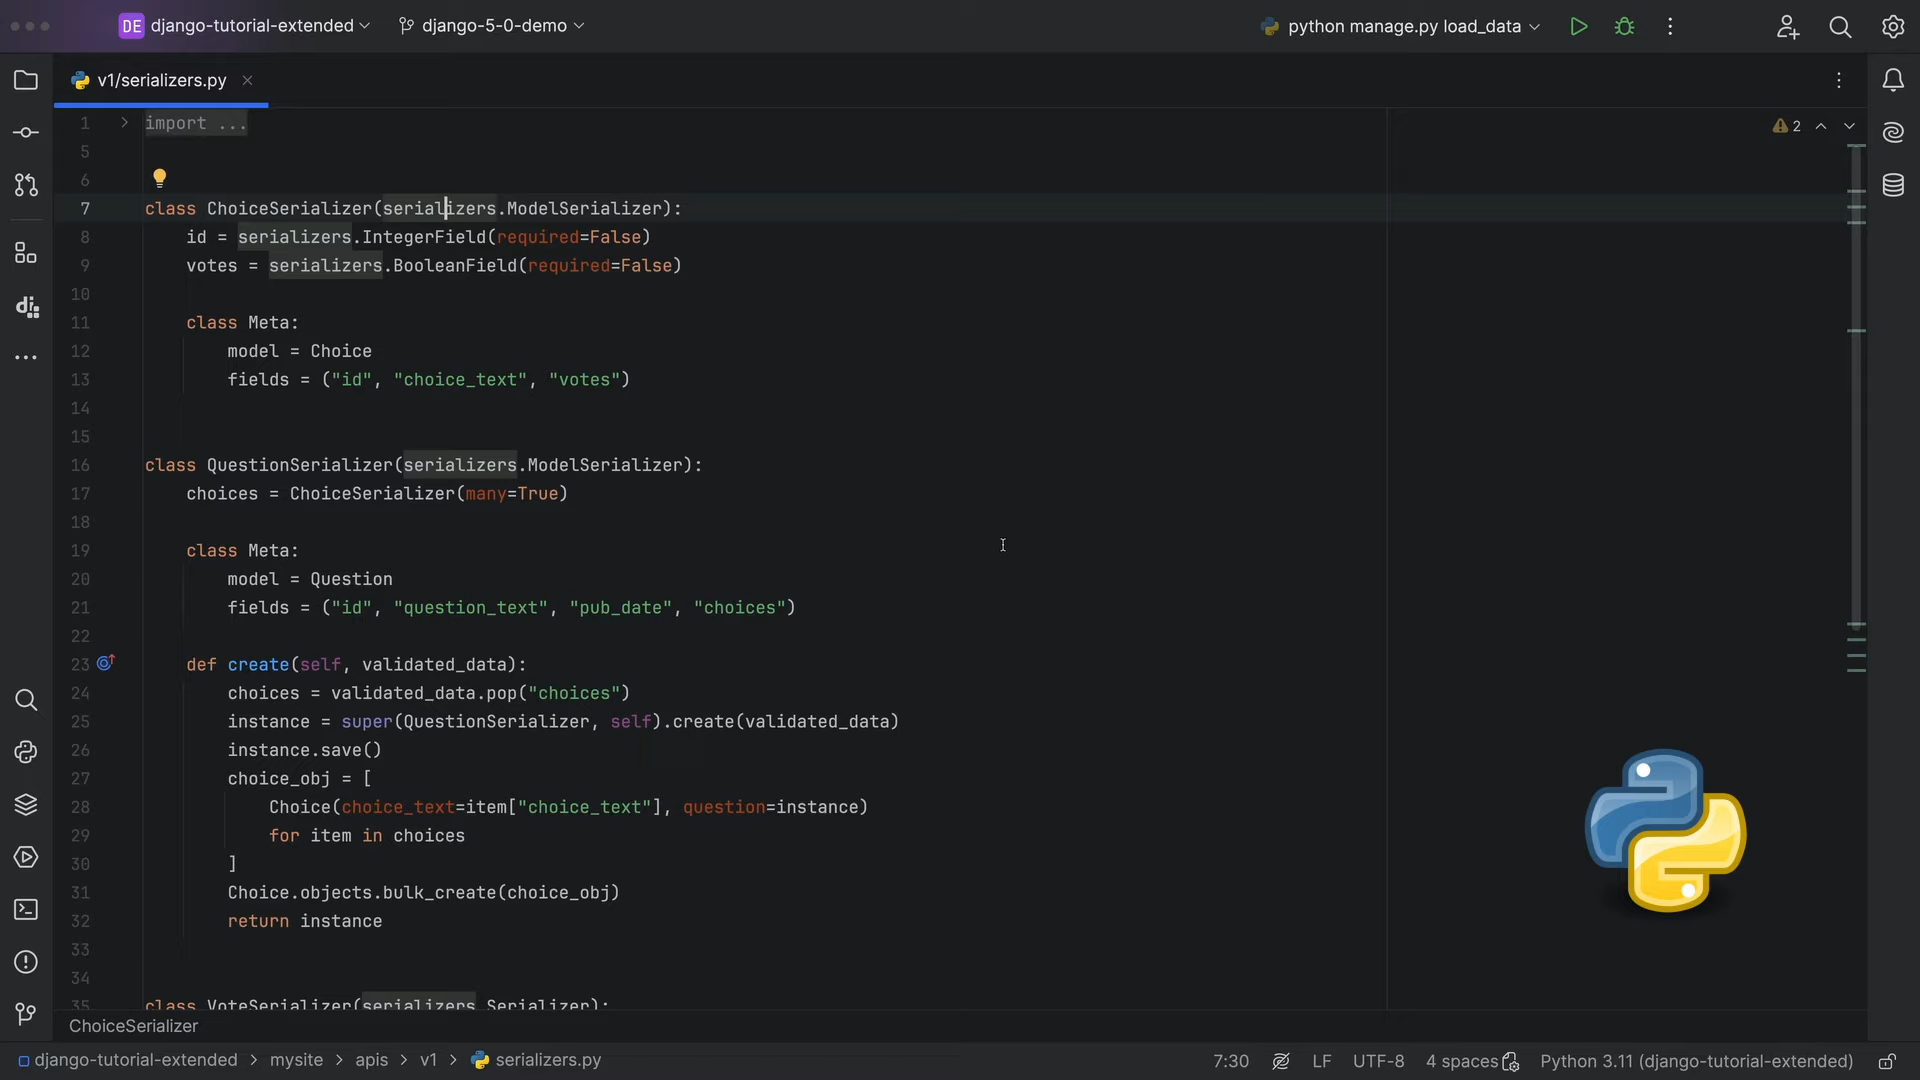 DE django-tutorial-extended django-5-0-demo python manage.py load_data
v1/serializers.py
1 import ...
2
5
6
7 class ChoiceSerializer(serializers.ModelSerializer):
8 id = serializers.IntegerField(required=False)
9 votes = serializers.BooleanField(required=False)
10
11 class Meta:
12 model = Choice
13 fields = ("id", "choice_text", "votes")
14
15
16 class QuestionSerializer(serializers.ModelSerializer):
17 choices = ChoiceSerializer(many=True)
18
19 class Meta:
20 model = Question
21 fields = ("id", "question_text", "pub_date", "choices")
22
23 def create(self, validated_data):
24 choices = validated_data.pop("choices")
25 instance = super(QuestionSerializer, self).create(validated_data)
26 instance.save()
27 choice_obj = [
28 Choice(choice_text=item["choice_text"], question=instance)
29 for item in choices
30 ]
31 Choice.objects.bulk_create(choice_obj)
32 return instance
33
34
35 class VoteSerializer(serializers.Serializer):
ChoiceSerializer
django-tutorial-extended > mysite > apis > v1 > serializers.py 7:30 LF UTF-8 4 spaces Python 3.11 (django-tutorial-extended)